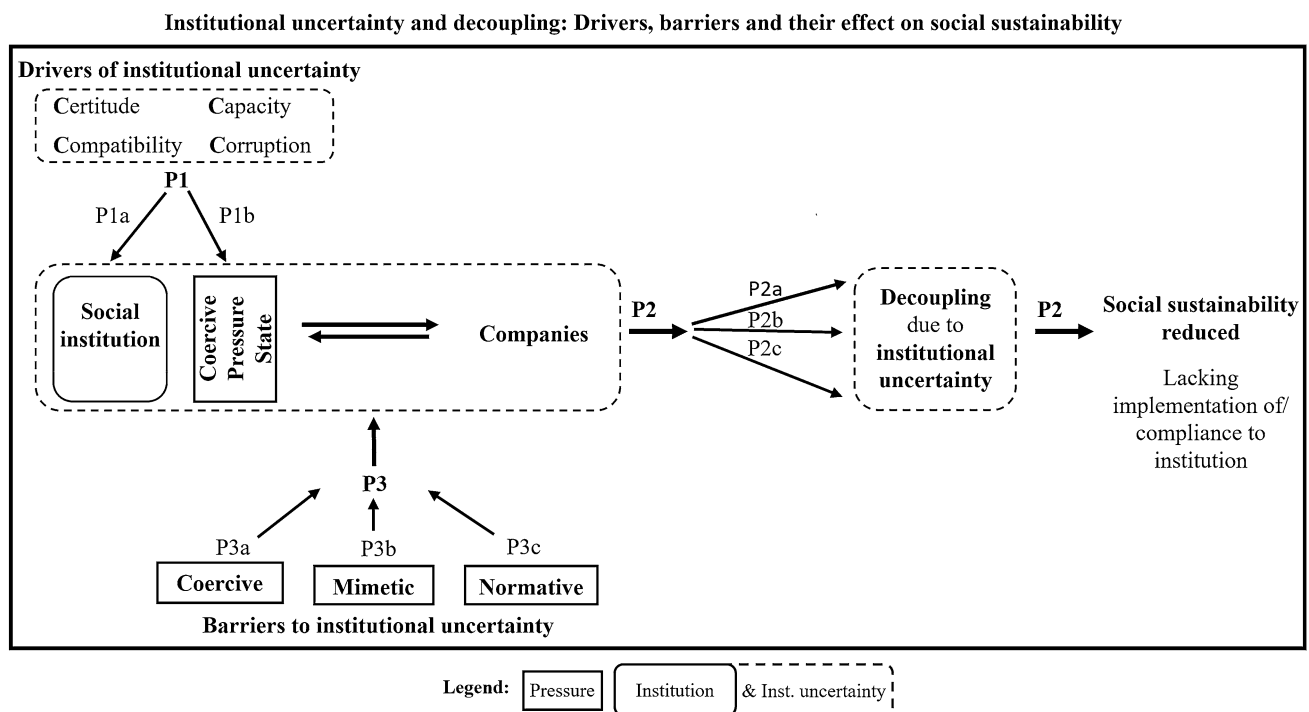 Institutional uncertainty and decoupling: Drivers, barriers and their effect on social sustainability
Drivers of institutional uncertainty
Certitude Capacity
Compatibility Corruption
P1
P1a P1b
Social
institution
Coercive
Pressure
State
Companies
P2
P2a
P2b
P2c
Decoupling
due to
institutional
uncertainty
P2
Social sustainability
reduced
Lacking
implementation of/
compliance to
institution
P3
P3a P3b P3c
Coercive Mimetic Normative
Barriers to institutional uncertainty
Legend: Pressure Institution & Inst. uncertainty